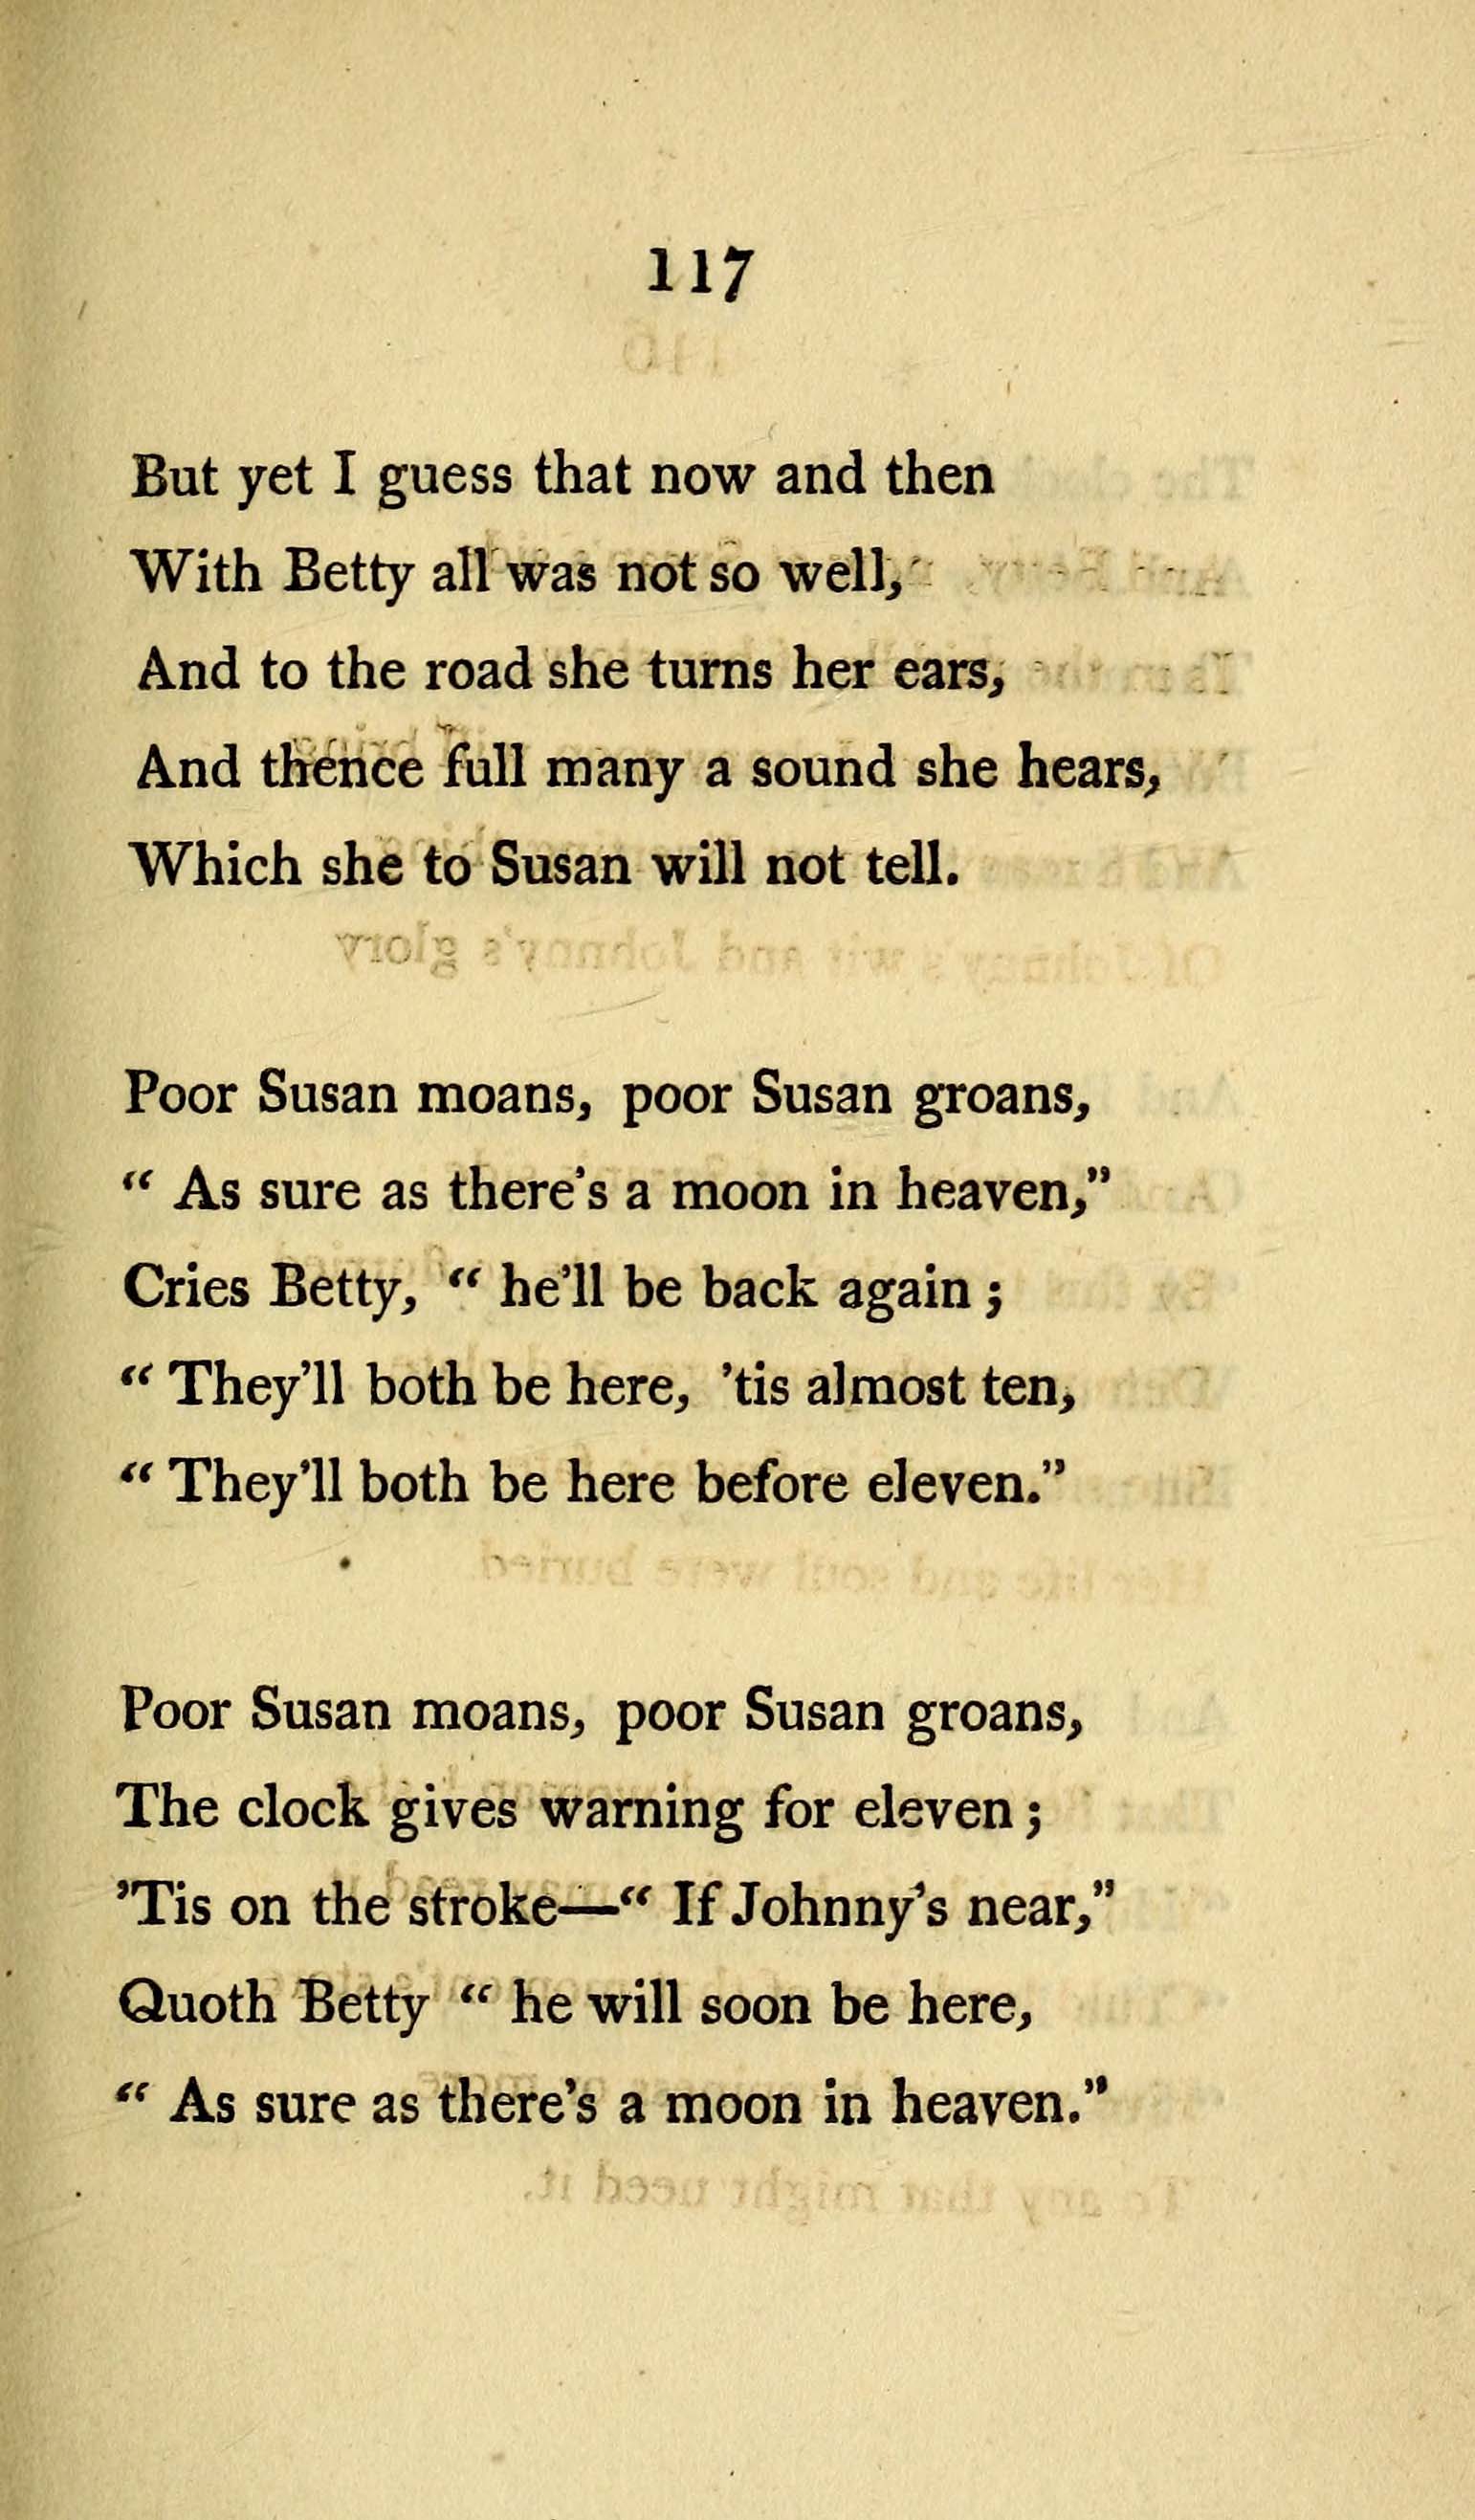 117
But yet I guess that now and then
With Betty all was not so well,
And to the road she turns her ears,
And thence full many a sound she hears,
Which she to Susan will not tell.
Poor Susan moans, poor Susan groans,
“ As sure as there's a moon in heaven,”
Cries Betty, “ he'll be back again ;
“ They'll both be here, 'tis almost ten,
“ They'll both be here before eleven.”
Poor Susan moans, poor Susan groans,
The clock gives warning for eleven ;
'Tis on the stroke—“ If Johnny's near,”
Quoth Betty “ he will soon be here,
“ As sure as there's a moon in heaven.”